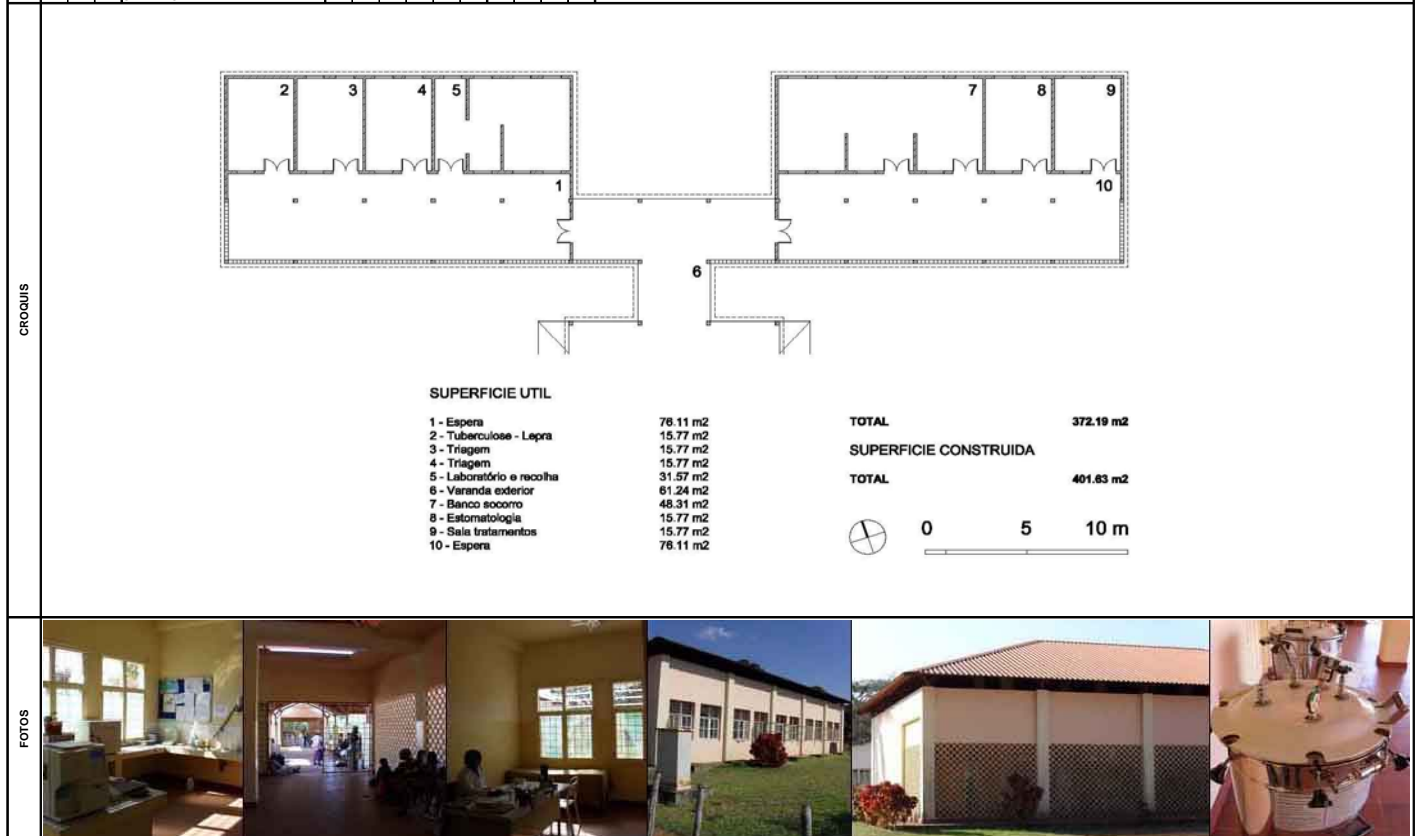 CROQUIS
2
3
4
5
7
8
9
1
10
6
SUPERFICIE UTIL
1 - Espera 76.11 m2
2 - Tuberculose - Lepra 15.77 m2
3 - Triagem 15.77 m2
4 - Triagem 15.77 m2
5 - Laboratório e recolha 31.57 m2
6 - Varanda exterior 61.24 m2
7 - Banco socorro 48.31 m2
8 - Estomatologia 15.77 m2
9 - Sala tratamentos 15.77 m2
10 - Espera 76.11 m2
TOTAL 372.19 m2
SUPERFICIE CONSTRUIDA
TOTAL 401.63 m2
0 5 10 m
FOTOS